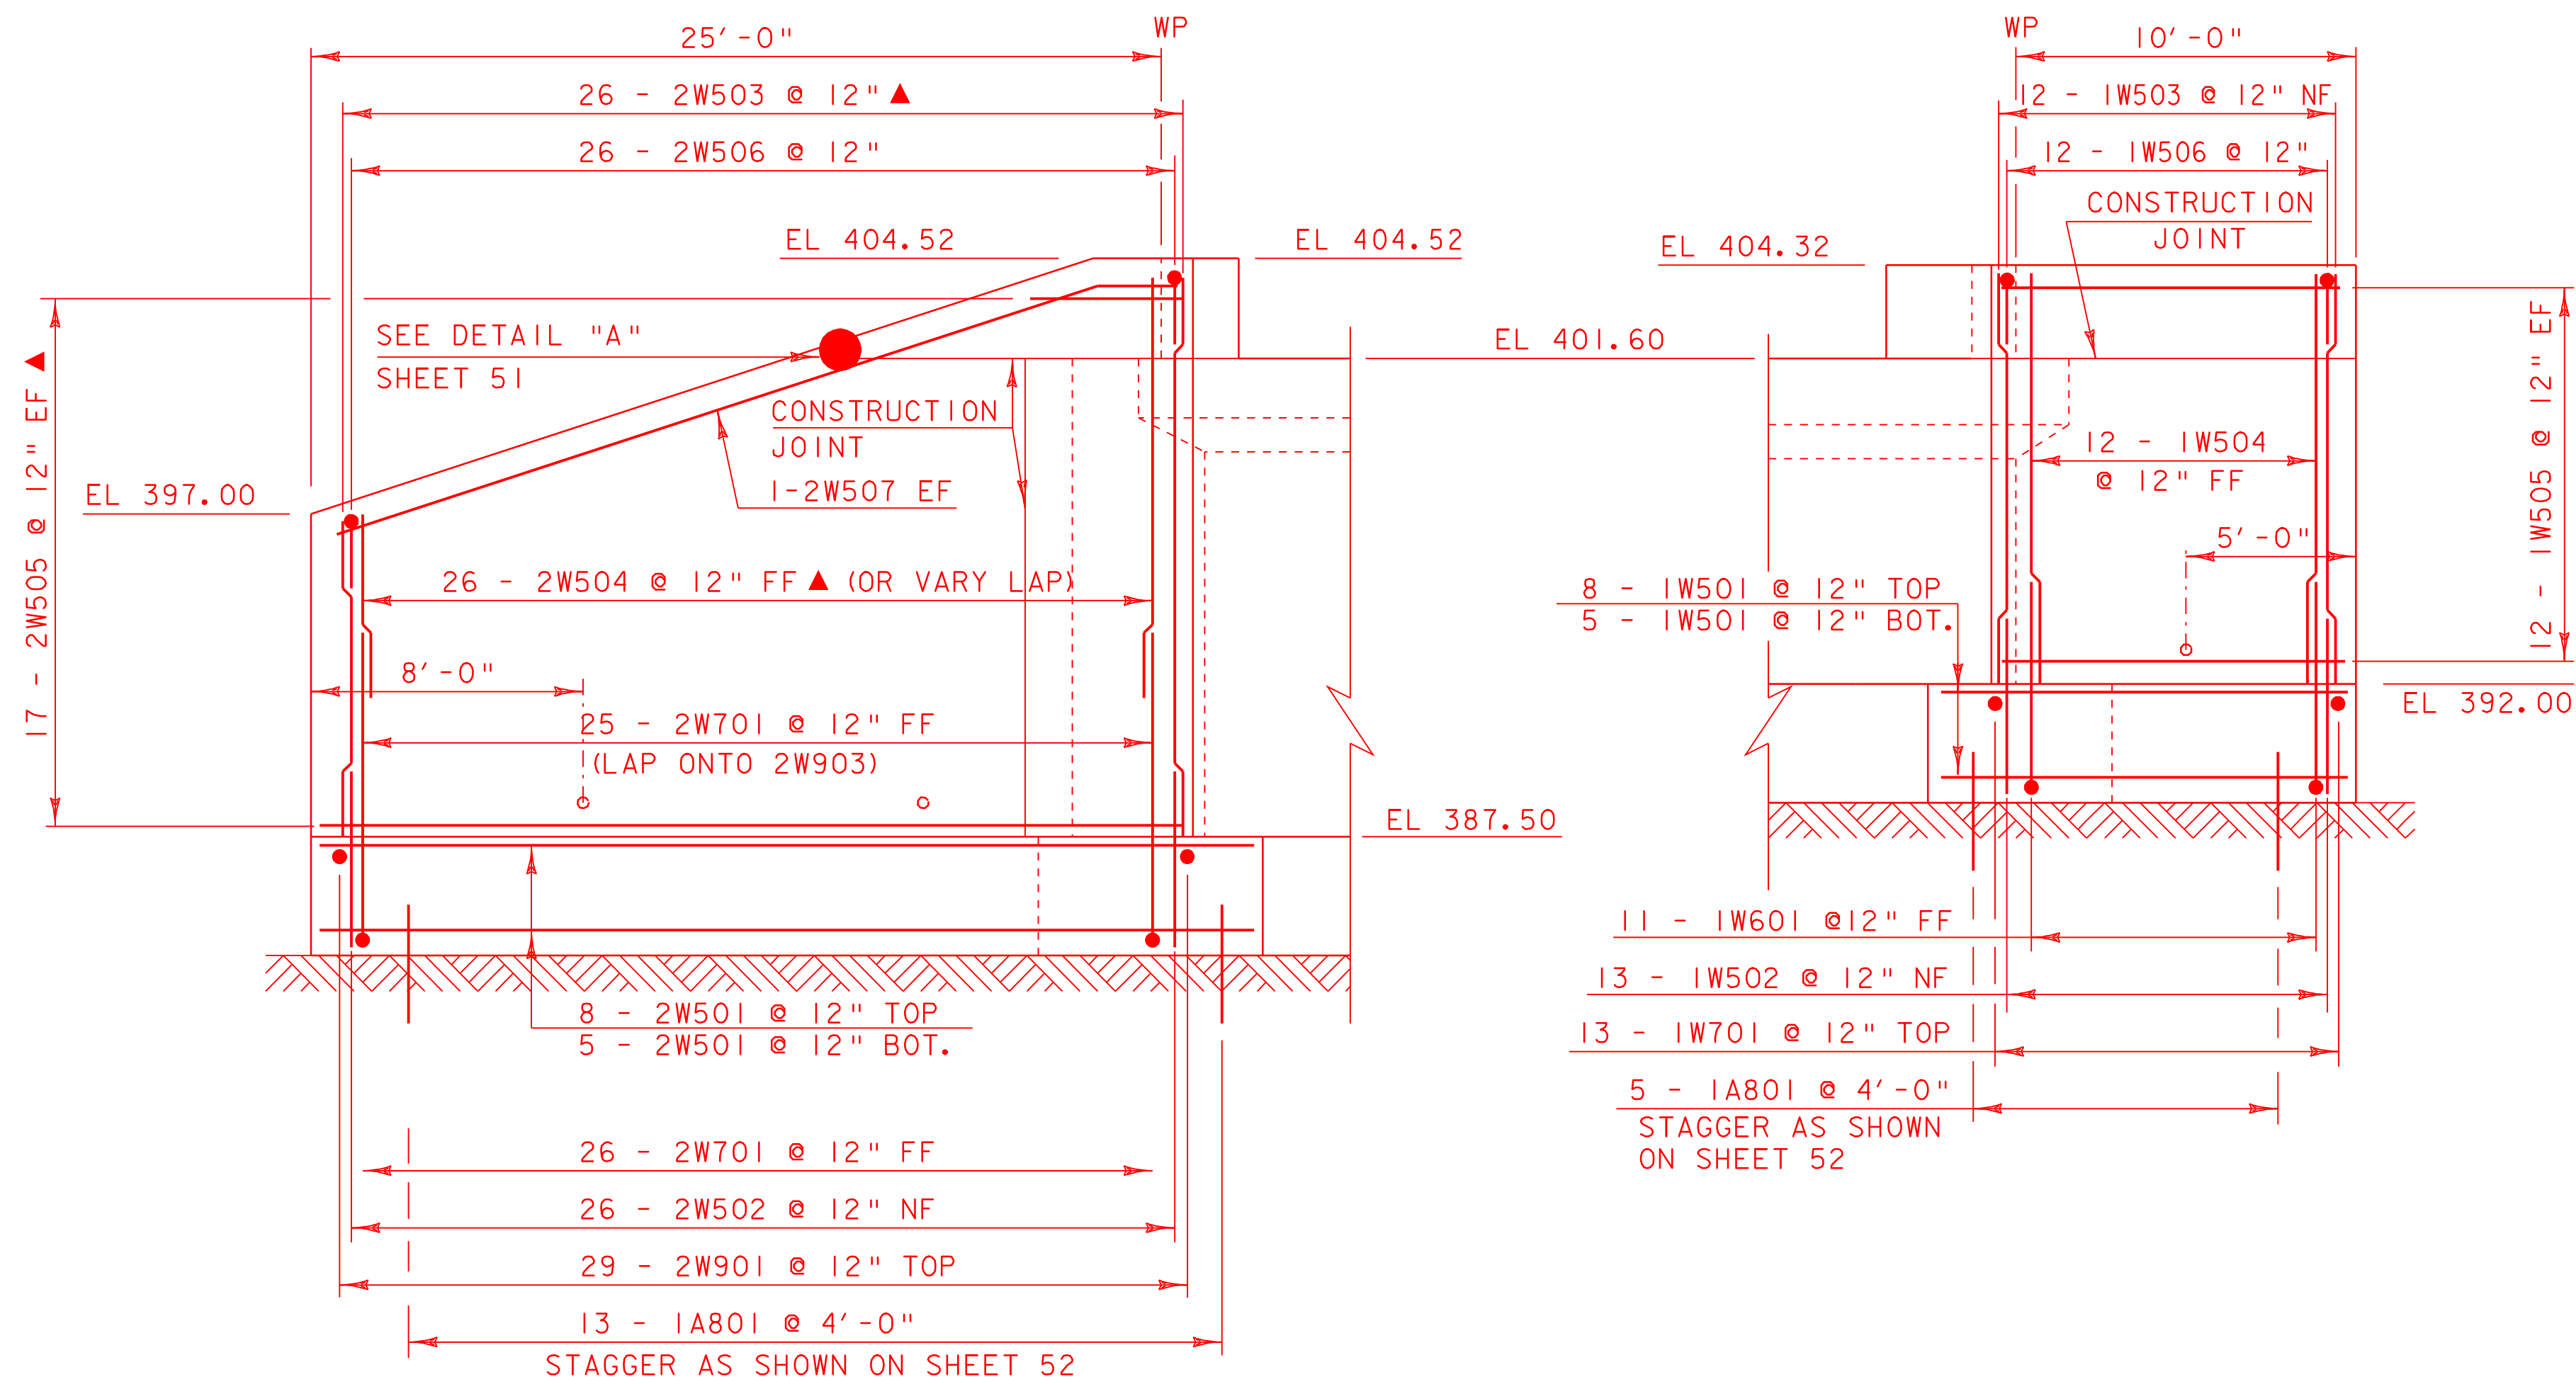 25'-0"
WP
26 - 2W503 @ 12" ▲
26 - 2W506 @ 12"
EL 404.52
EL 404.52
SEE DETAIL "A"
SHEET 51
CONSTRUCTION
JOINT
1-2W507 EF
EL 397.00
17 - 2W505 @ 12" EF ▲
26 - 2W504 @ 12" FF ▲ (OR VARY LAP)
8'-0"
25 - 2W701 @ 12" FF
(LAP ONTO 2W903)
EL 401.60
EL 387.50
8 - 2W501 @ 12" TOP
5 - 2W501 @ 12" BOT.
26 - 2W701 @ 12" FF
26 - 2W502 @ 12" NF
29 - 2W901 @ 12" TOP
13 - 1A801 @ 4'-0"
STAGGER AS SHOWN ON SHEET 52
WP
10'-0"
12 - 1W503 @ 12" NF
12 - 1W506 @ 12"
CONSTRUCTION
JOINT
EL 404.32
12 - 1W504
@ 12" FF
5'-0"
12 - 1W505 @ 12" EF
8 - 1W501 @ 12" TOP
5 - 1W501 @ 12" BOT.
EL 392.00
11 - 1W601 @12" FF
13 - 1W502 @ 12" NF
13 - 1W701 @ 12" TOP
5 - 1A801 @ 4'-0"
STAGGER AS SHOWN
ON SHEET 52